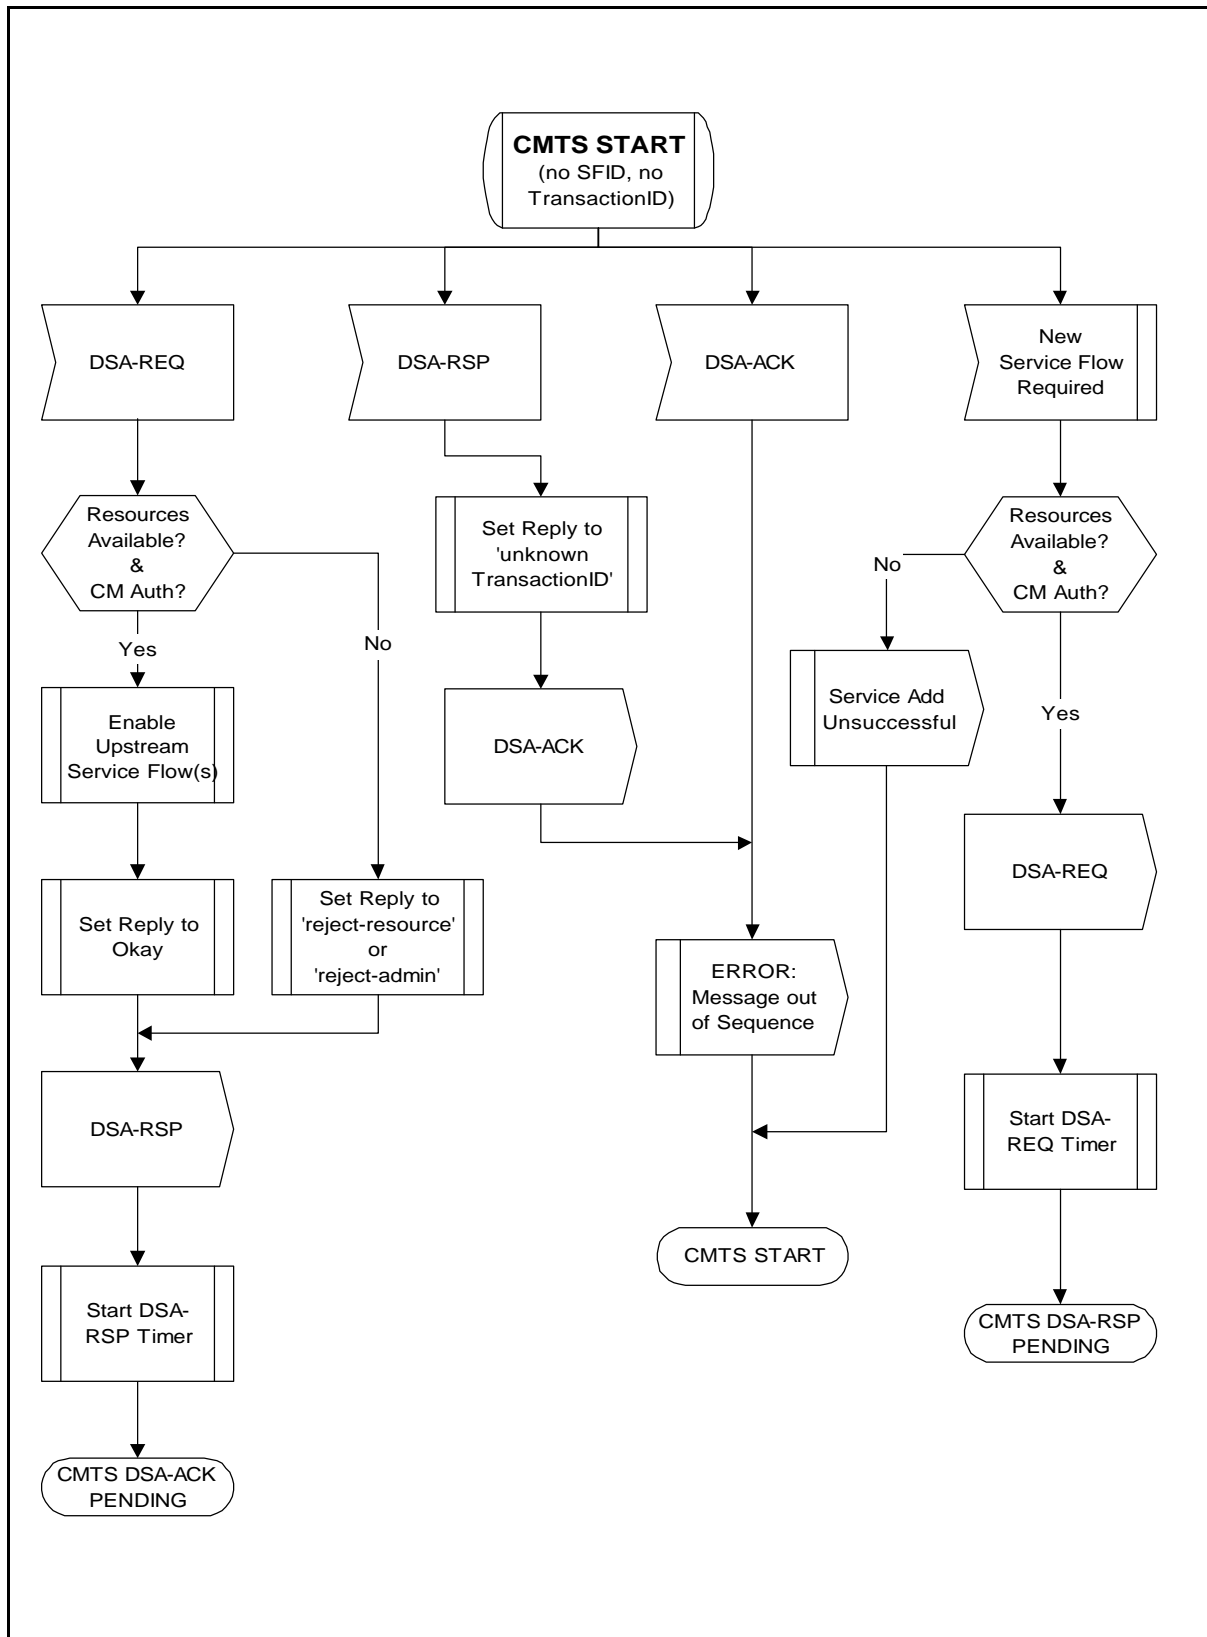 CMTS START
(no SFID, no
TransactionID)
DSA-REQ
DSA-RSP
DSA-ACK
New
Service Flow
Required
Resources
Available?
&
CM Auth?
Set Reply to
'unknown
TransactionID'
Resources
Available?
&
CM Auth?
No
Yes
No
Enable
Upstream
Service Flow(s)
DSA-ACK
Service Add
Unsuccessful
Yes
Set Reply to
Okay
Set Reply to
'reject-resource'
or
'reject-admin'
DSA-REQ
ERROR:
Message out
of Sequence
DSA-RSP
Start DSA-
REQ Timer
CMTS START
Start DSA-
RSP Timer
CMTS DSA-RSP
PENDING
CMTS DSA-ACK
PENDING